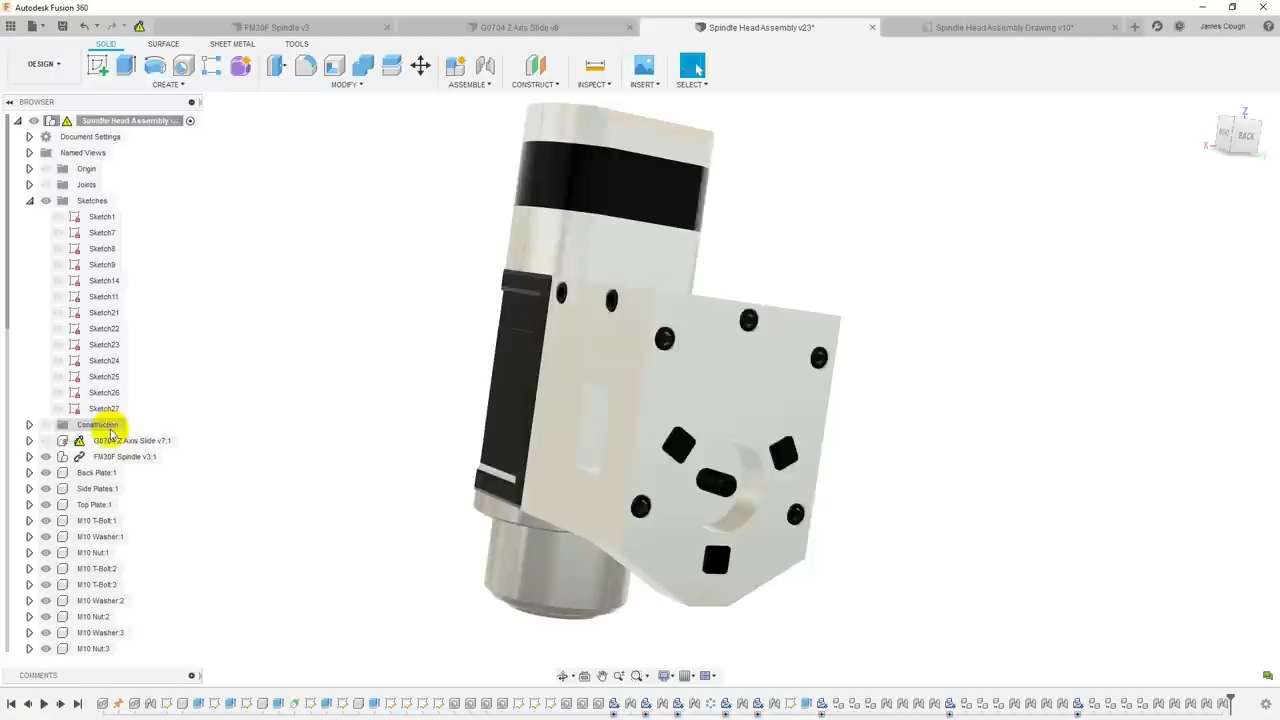 Autodesk Fusion 360
FM30F Spindle v3
G0704 Z Axis Slide v8
Spindle Head Assembly v23*
Spindle Head Assembly Drawing v10*
James Clough
SOLID
SURFACE
SHEET METAL
TOOLS
DESIGN
CREATE
MODIFY
ASSEMBLE
CONSTRUCT
INSPECT
INSERT
SELECT
BROWSER
Spindle Head Assembly ...
Document Settings
Named Views
Origin
Joints
Sketches
Sketch1
Sketch7
Sketch8
Sketch9
Sketch14
Sketch11
Sketch21
Sketch22
Sketch23
Sketch24
Sketch25
Sketch26
Sketch27
Construction
G0704 Z Axis Slide v7:1
FM30F Spindle v3:1
Back Plate:1
Side Plates:1
Top Plate:1
M10 T-Bolt:1
M10 Washer:1
M10 Nut:1
M10 T-Bolt:2
M10 T-Bolt:3
M10 Washer:2
M10 Nut:2
M10 Washer:3
M10 Nut:3
Z
RIGHT
BACK
X
Y
COMMENTS